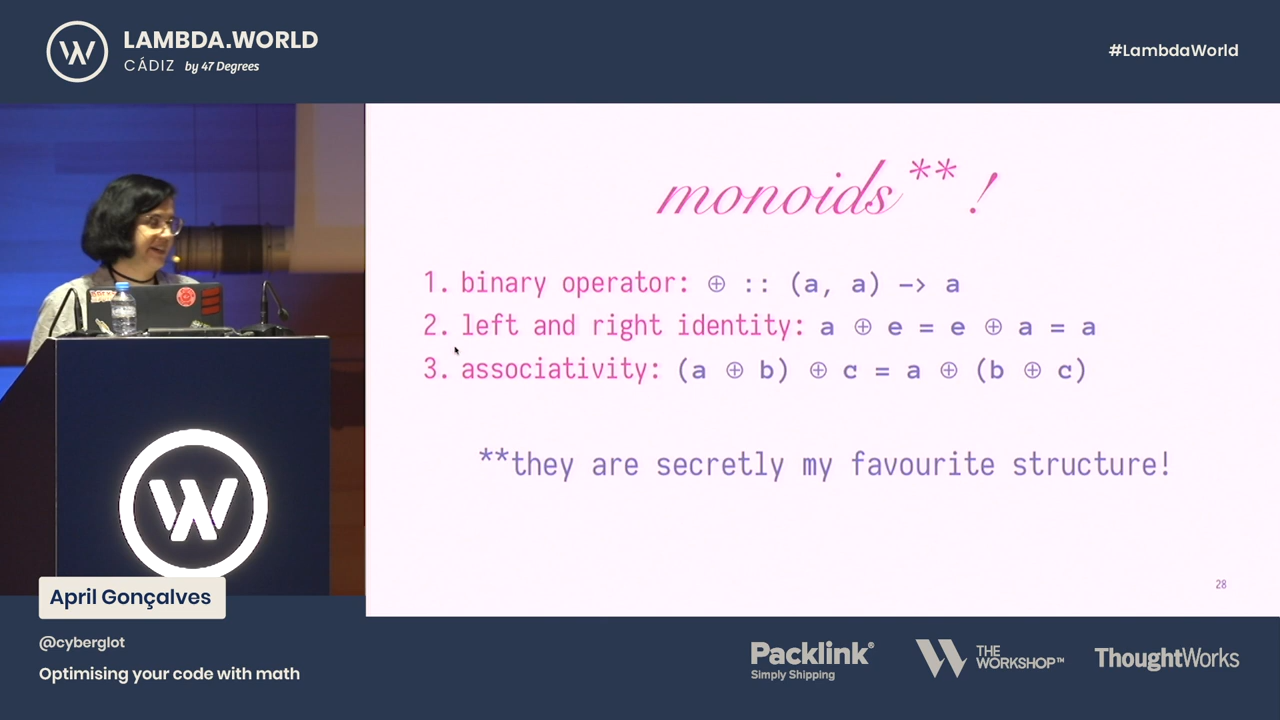 LAMBDA.WORLD
CÁDIZ by 47 Degrees
#LambdaWorld
monoids**!
1. binary operator: ⊕ :: (a, a) -> a
2. left and right identity: a ⊕ e = e ⊕ a = a
3. associativity: (a ⊕ b) ⊕ c = a ⊕ (b ⊕ c)
**they are secretly my favourite structure!
28
April Gonçalves
@cyberglot
Optimising your code with math
Packlink®
Simply Shipping
THE
WORKSHOP™
ThoughtWorks